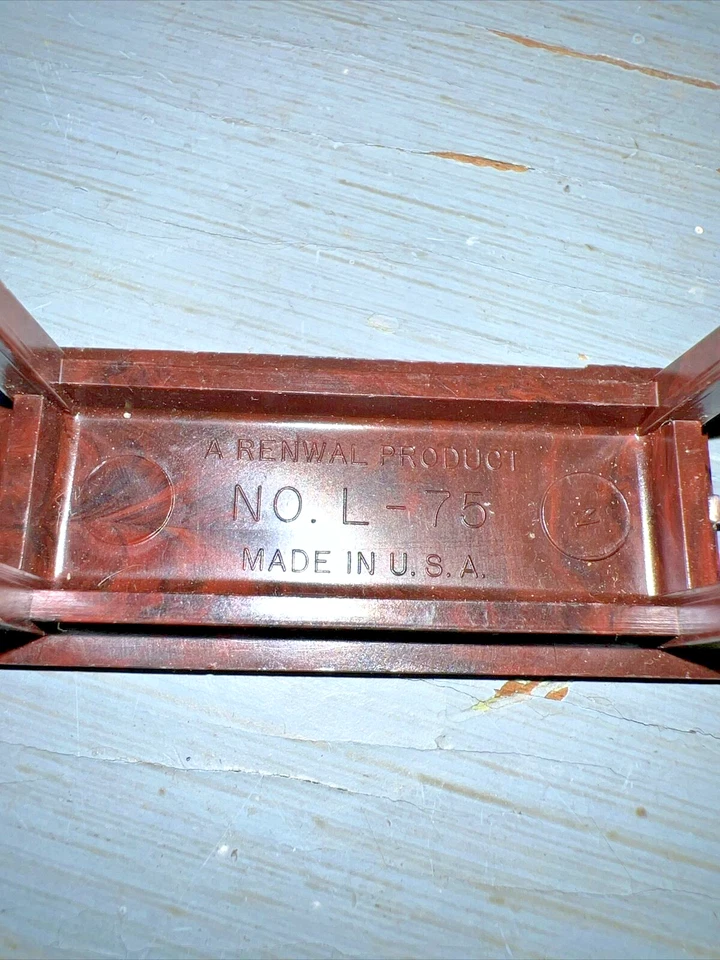 A RENWAL PRODUCT
NO. L - 75
MADE IN U. S. A.